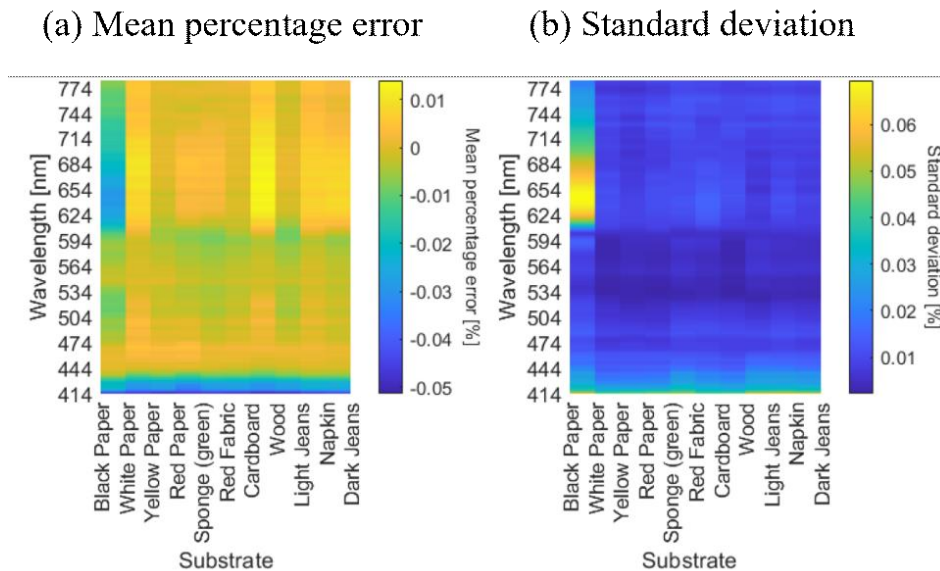 (a) Mean percentage error
(b) Standard deviation
774
744
714
684
654
624
594
564
534
504
474
444
414
Wavelength [nm]
Black Paper
White Paper
Yellow Paper
Red Paper
Sponge (green)
Red Fabric
Cardboard
Wood
Light Jeans
Napkin
Dark Jeans
Substrate
0.01
0
-0.01
-0.02
-0.03
-0.04
-0.05
Mean percentage error [%]
774
744
714
684
654
624
594
564
534
504
474
444
414
Wavelength [nm]
Black Paper
White Paper
Yellow Paper
Red Paper
Sponge (green)
Red Fabric
Cardboard
Wood
Light Jeans
Napkin
Dark Jeans
Substrate
0.06
0.05
0.04
0.03
0.02
0.01
Standard deviation [%]